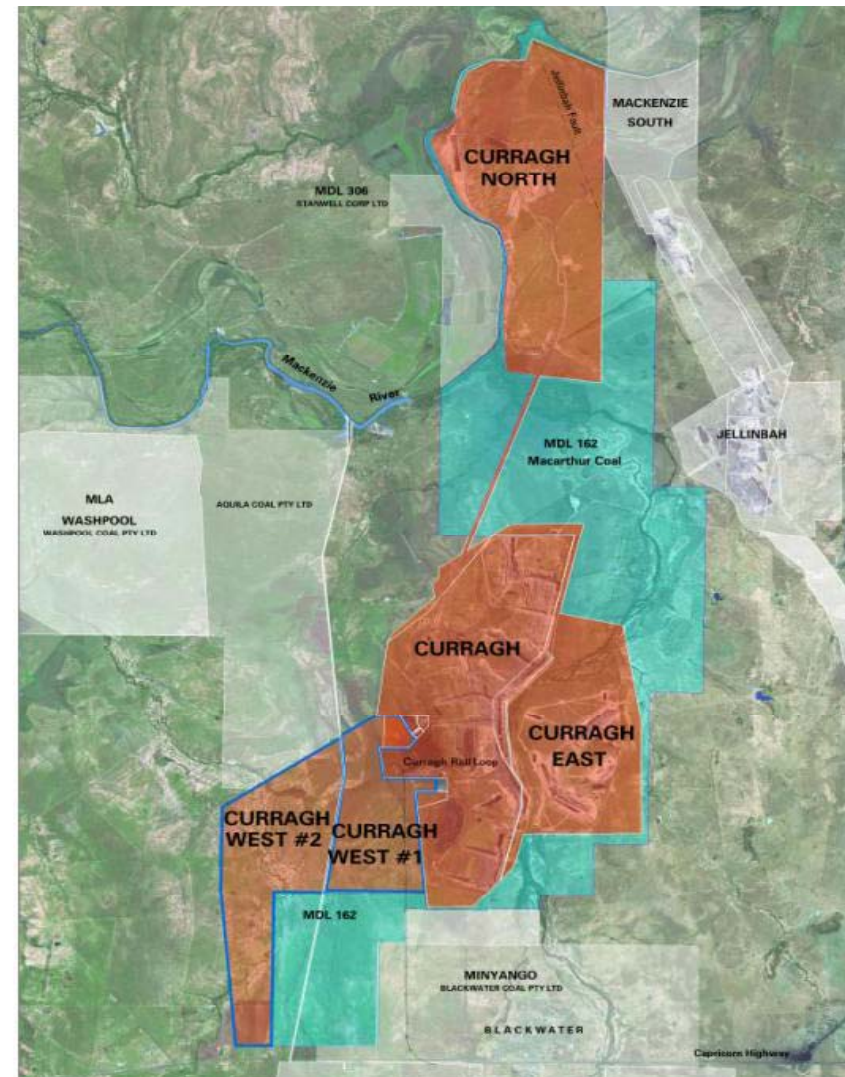 Jellinbah Fault
MACKENZIE
SOUTH
CURRAGH
NORTH
MDL 306
STANWELL CORP LTD
Mackenzie
River
JELLINBAH
MDL 162
Macarthur Coal
MLA
WASHPOOL
WASHPOOL COAL PTY LTD
AQUILA COAL PTY LTD
CURRAGH
CURRAGH
EAST
Curragh Rail Loop
CURRAGH
WEST #2
CURRAGH
WEST #1
MDL 162
MINYANGO
BLACKWATER COAL PTY LTD
BLACKWATER
Capricorn Highway